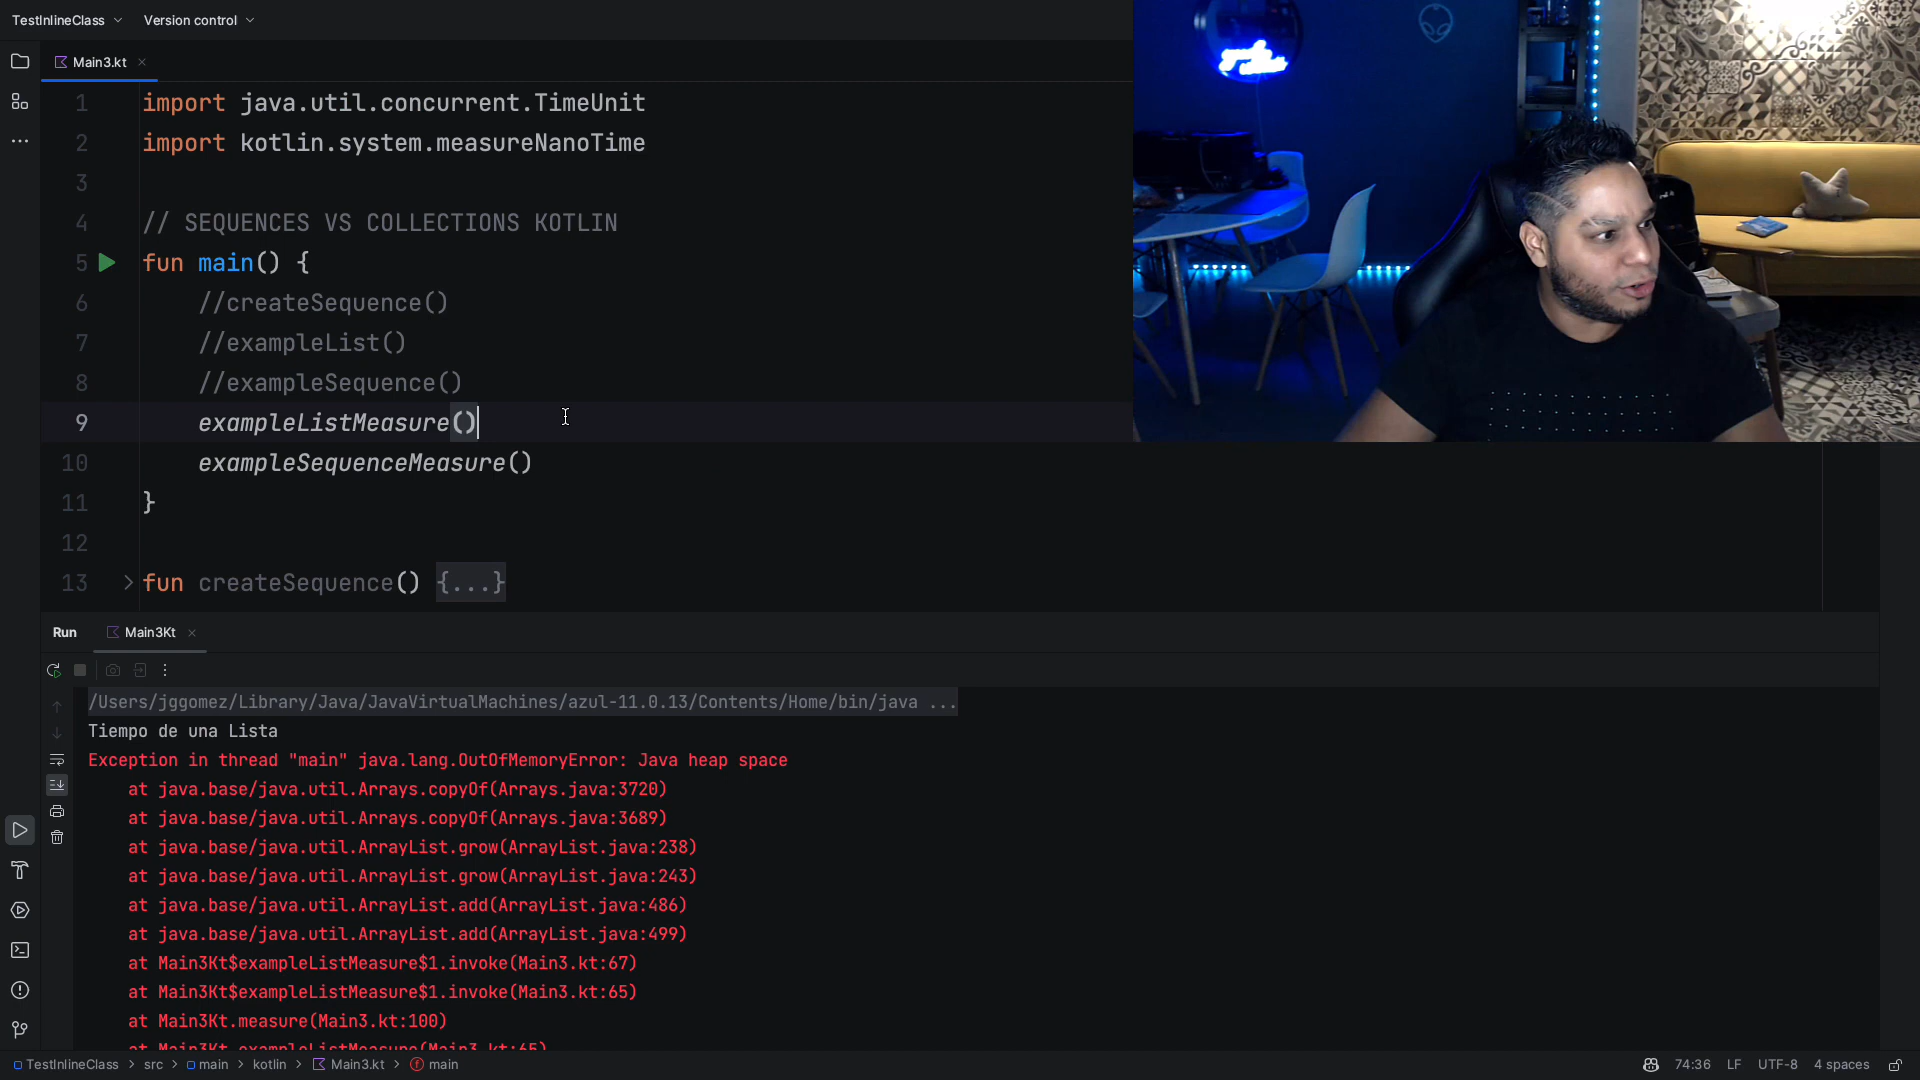 TestInlineClass Version control
Main3.kt
1 import java.util.concurrent.TimeUnit
2 import kotlin.system.measureNanoTime
3
4 // SEQUENCES VS COLLECTIONS KOTLIN
5 fun main() {
6 //createSequence()
7 //exampleList()
8 //exampleSequence()
9 exampleListMeasure()
10 exampleSequenceMeasure()
11 }
12
13 fun createSequence() {...}
Run Main3Kt
/Users/jggomez/Library/Java/JavaVirtualMachines/azul-11.0.13/Contents/Home/bin/java ...
Tiempo de una Lista
Exception in thread "main" java.lang.OutOfMemoryError: Java heap space
at java.base/java.util.Arrays.copyOf(Arrays.java:3720)
at java.base/java.util.Arrays.copyOf(Arrays.java:3689)
at java.base/java.util.ArrayList.grow(ArrayList.java:238)
at java.base/java.util.ArrayList.grow(ArrayList.java:243)
at java.base/java.util.ArrayList.add(ArrayList.java:486)
at java.base/java.util.ArrayList.add(ArrayList.java:499)
at Main3Kt$exampleListMeasure$1.invoke(Main3.kt:67)
at Main3Kt$exampleListMeasure$1.invoke(Main3.kt:65)
at Main3Kt.measure(Main3.kt:100)
at Main3Kt.exampleListMeasure(Main3.kt:65)
TestInlineClass > src > main > kotlin > Main3.kt > main 74:36 LF UTF-8 4 spaces